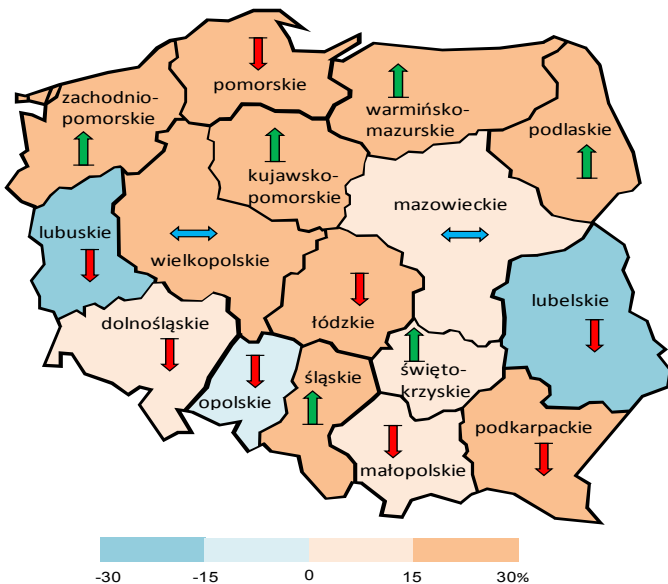 pomorskie
zachodnio-
pomorskie
warmińsko-
mazurskie
podlaskie
kujawsko-
pomorskie
mazowieckie
lubuskie
wielkopolskie
lubelskie
dolnośląskie
łódzkie
święto-
krzyskie
śląskie
opolskie
podkarpackie
małopolskie
-30 -15 0 15 30%